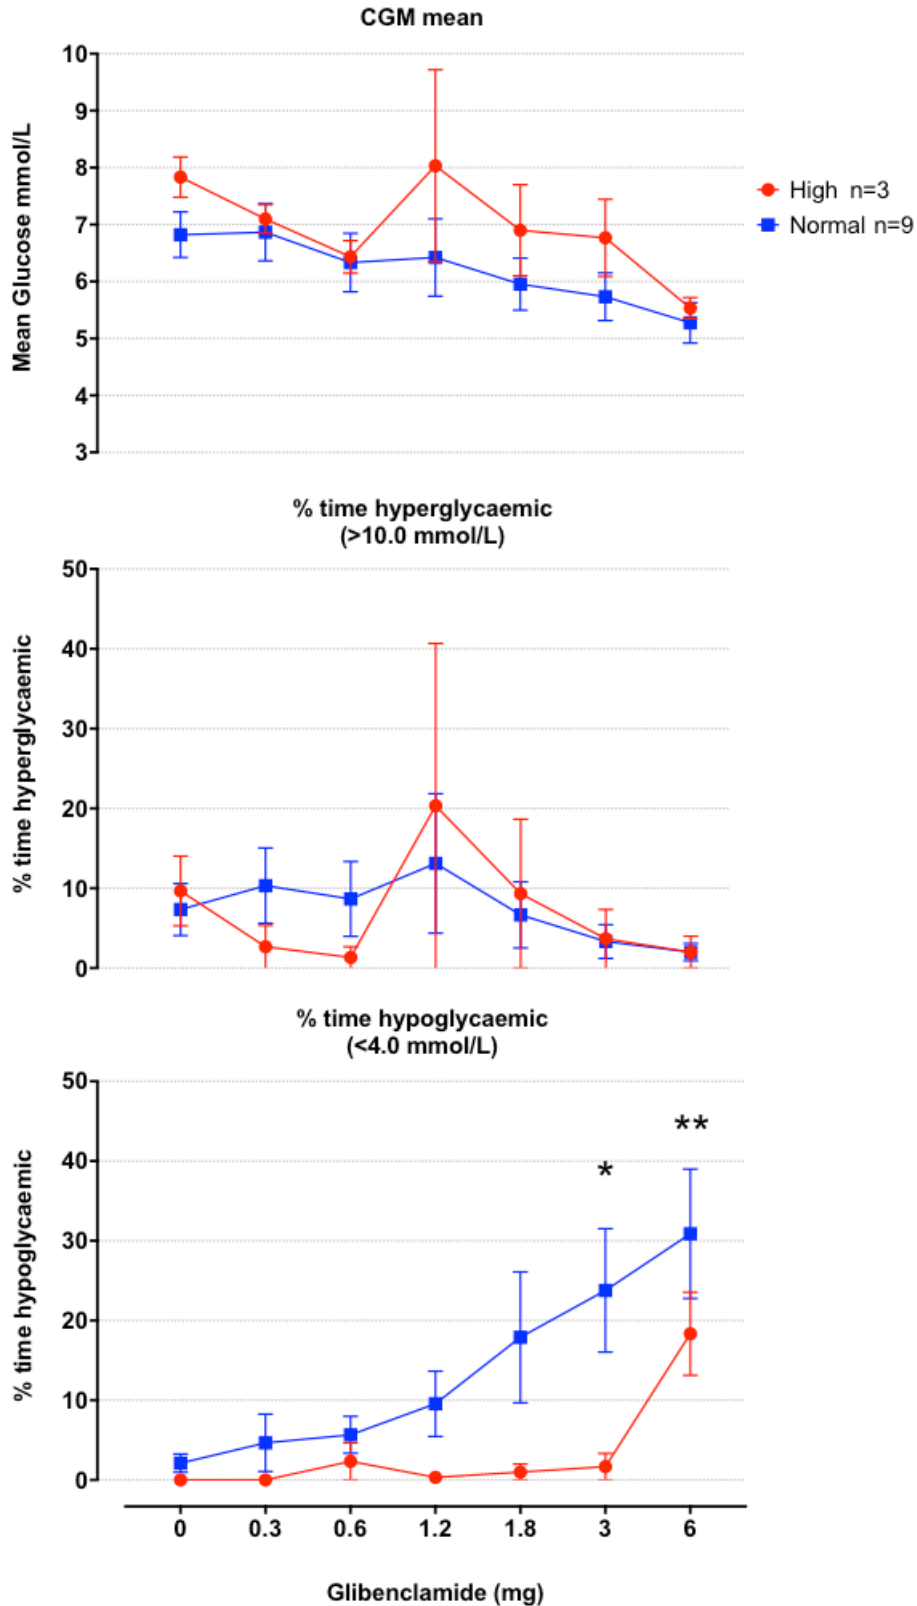 CGM mean
Mean Glucose mmol/L
10
9
8
7
6
5
4
3
High n=3
Normal n=9
% time hyperglycaemic
(>10.0 mmol/L)
% time hyperglycaemic
50
40
30
20
10
0
% time hypoglycaemic
(<4.0 mmol/L)
% time hypoglycaemic
50
40
30
20
10
0
*
**
0 0.3 0.6 1.2 1.8 3 6
Glibenclamide (mg)